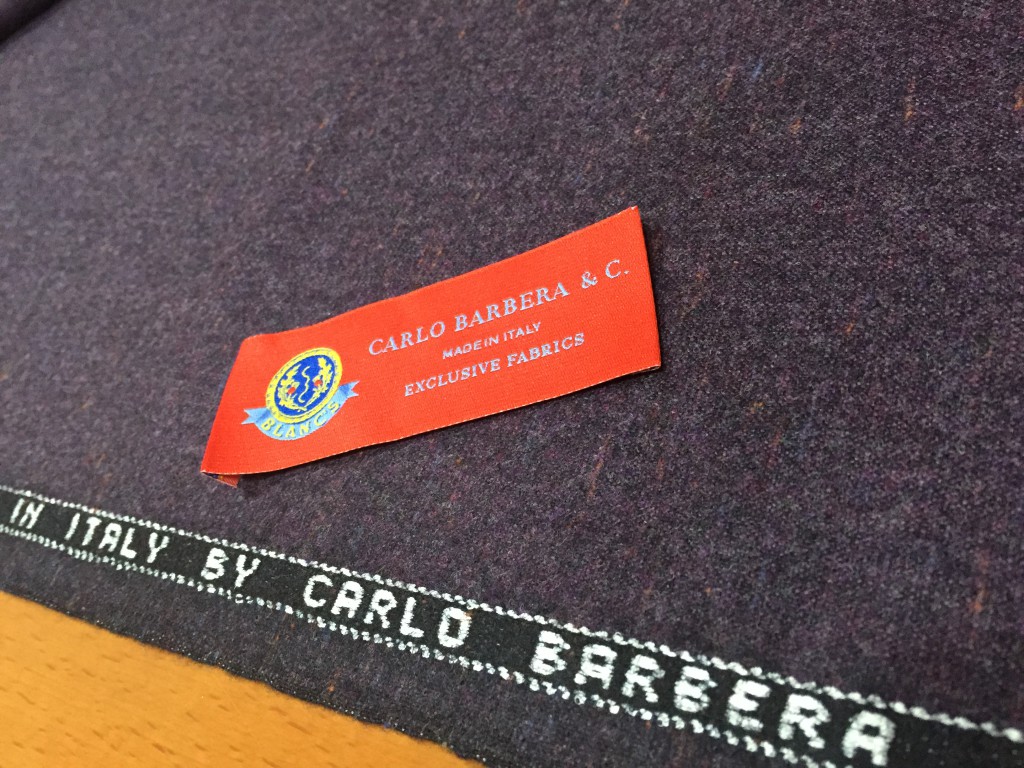 CARLO BARBERA & C.
MADE IN ITALY
EXCLUSIVE FABRICS
BLANC'S
IN ITALY BY CARLO BARBERA